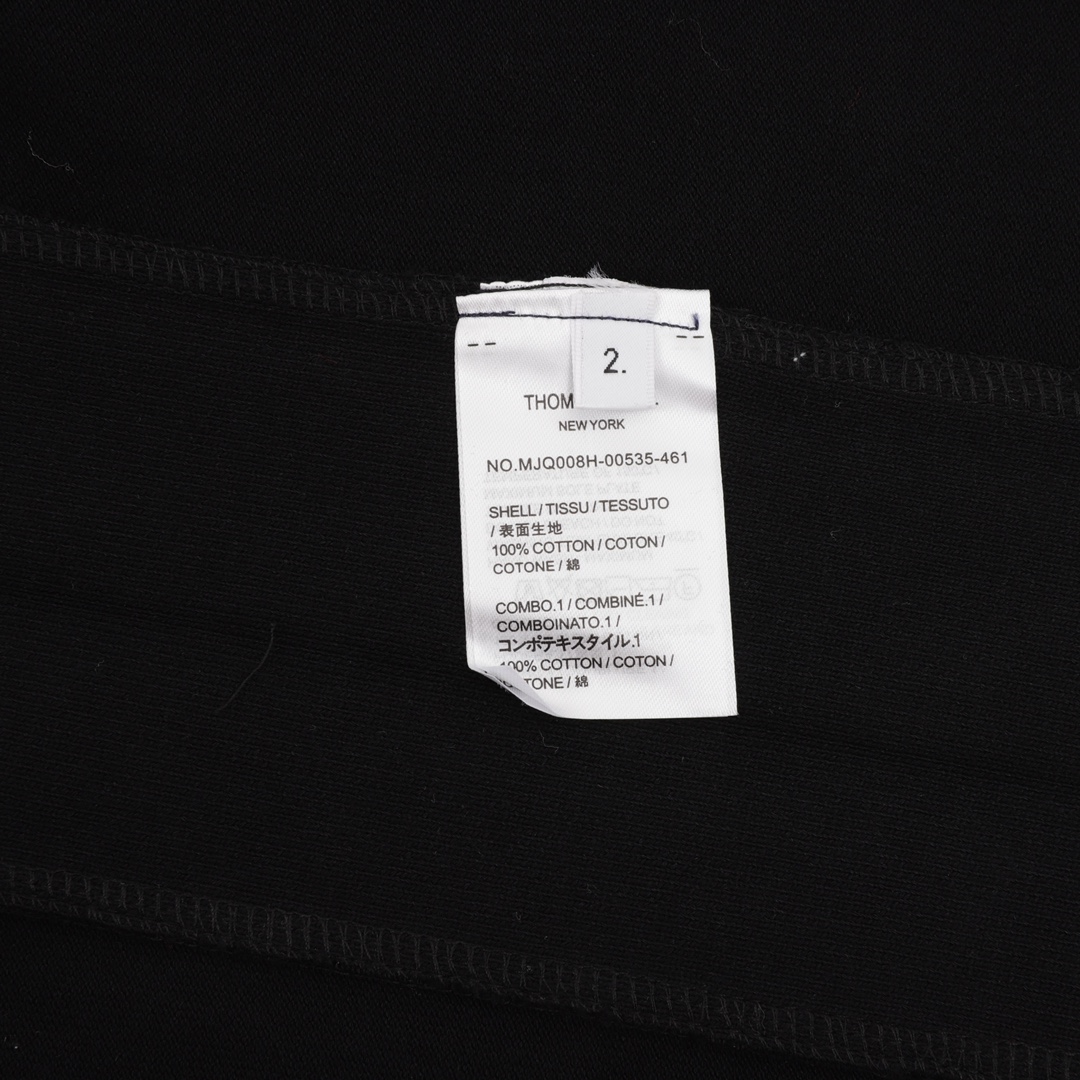 2.
THOM
NEW YORK
NO.MJQ008H-00535-461
SHELL / TISSU / TESSUTO
/ 表面生地
100% COTTON / COTON /
COTONE / 綿
COMBO.1 / COMBINÉ.1 /
COMBOINATO.1 /
コンポテキスタイル.1
100% COTTON / COTON /
COTONE / 綿